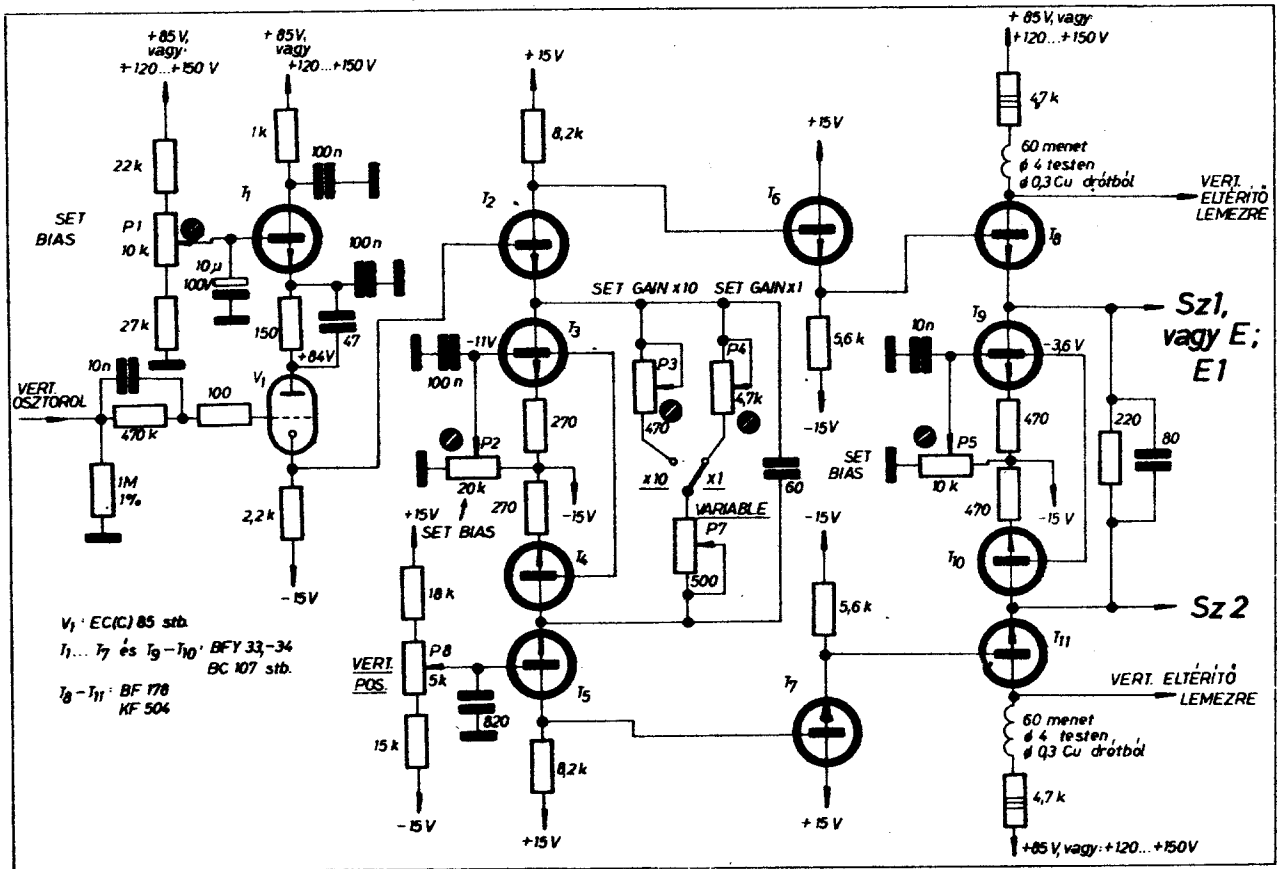 +85V,
vagy·
+120...+150 V
+ 85V,
vagy
+120...+150 V
+15V
+ 85V, vagy·
+120...+150V
22k
1k
100n
8,2k
+15V
4,7k
60 menet
ϕ 4 testen
ϕ 0,3 Cu drótból
SET
BIAS
P1
10k
T1
T2
T6
T8
VERT.
ELTÉRÍTŐ
LEMEZRE
10µ
100V
100n
150
47
27k
+84V
SET GAIN x10
SET GAIN x1
Sz1,
vagy E;
E1
10n
VERT.
OSZTÓRÓL
470k
100
V1
-11V
100n
T3
P3
470
P4
4,7k
5,6k
-15V
10n
T9
-3,6 V
1M
1%
2,2k
-15V
P2
20k
SET BIAS
270
270
-15V
x10
x1
VARIABLE
P7
500
60
SET
BIAS
P5
10k
470
470
-15V
220
80
+15V
18k
T4
-15V
5,6k
T10
Sz2
V1: EC(C) 85 stb.
T1... T7 és T9-T10: BFY 33,-34
BC 107 stb.
T8-T11: BF 178
KF 504
VERT.
POS.
P8
5k
820
T5
T7
T11
VERT. ELTÉRÍTŐ
LEMEZRE
15k
-15V
8,2k
+15V
+15V
60 menet
ϕ 4 testen,
ϕ 0,3 Cu drótból
4,7k
+85V, vagy:+120...+150V